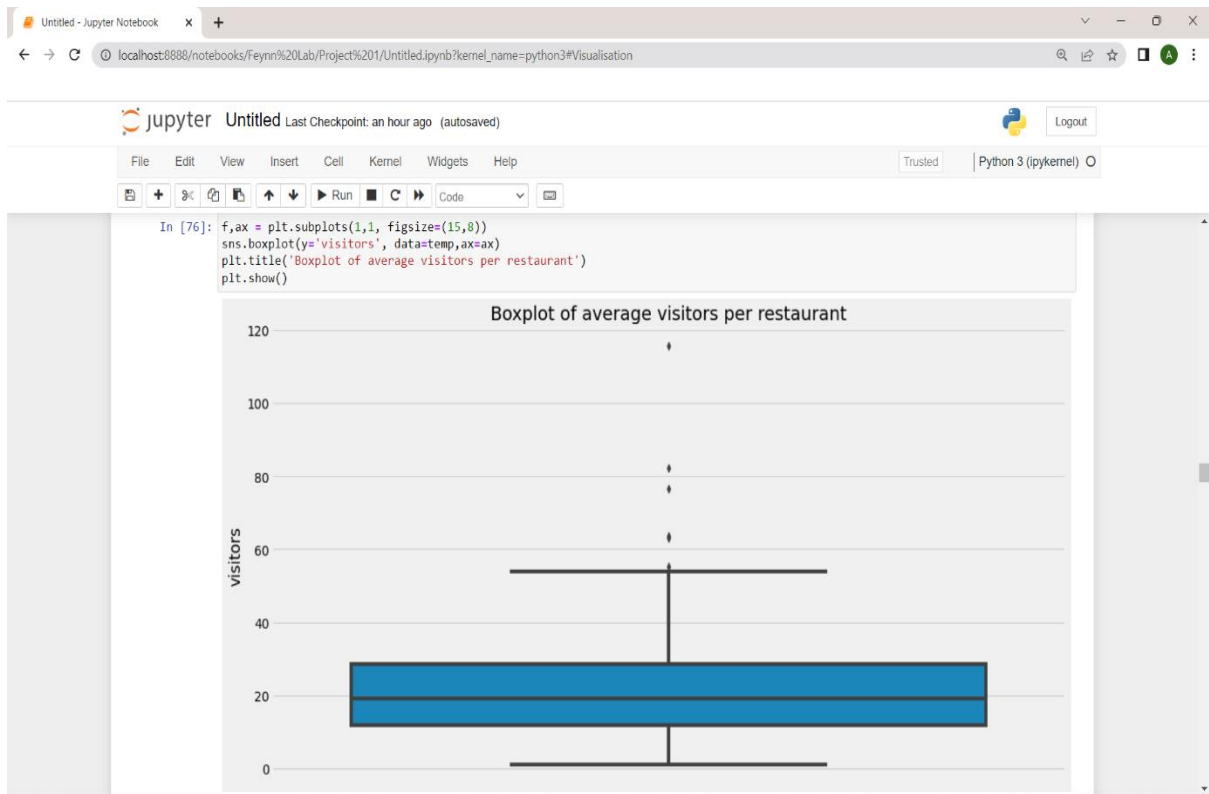 Untitled - Jupyter Notebook
localhost:8888/notebooks/Feynn%20Lab/Project%201/Untitled.ipynb?kernel_name=python3#Visualisation
A
jupyter Untitled Last Checkpoint: an hour ago (autosaved)
Logout
File Edit View Insert Cell Kernel Widgets Help
Trusted Python 3 (ipykernel)
Run Code
In [76]: f,ax = plt.subplots(1,1, figsize=(15,8))
sns.boxplot(y='visitors', data=temp,ax=ax)
plt.title('Boxplot of average visitors per restaurant')
plt.show()
Boxplot of average visitors per restaurant
120
100
80
60
40
20
0
visitors